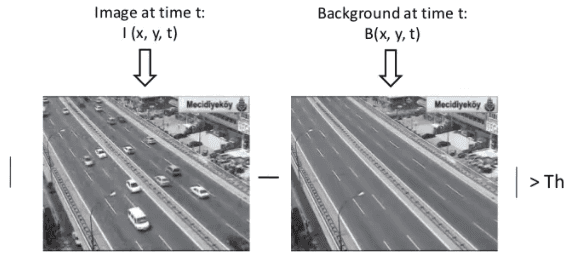 Image at time t:
I (x, y, t)
Background at time t:
B(x, y, t)
Mecidiyeköy
Mecidiyeköy
| — | > Th